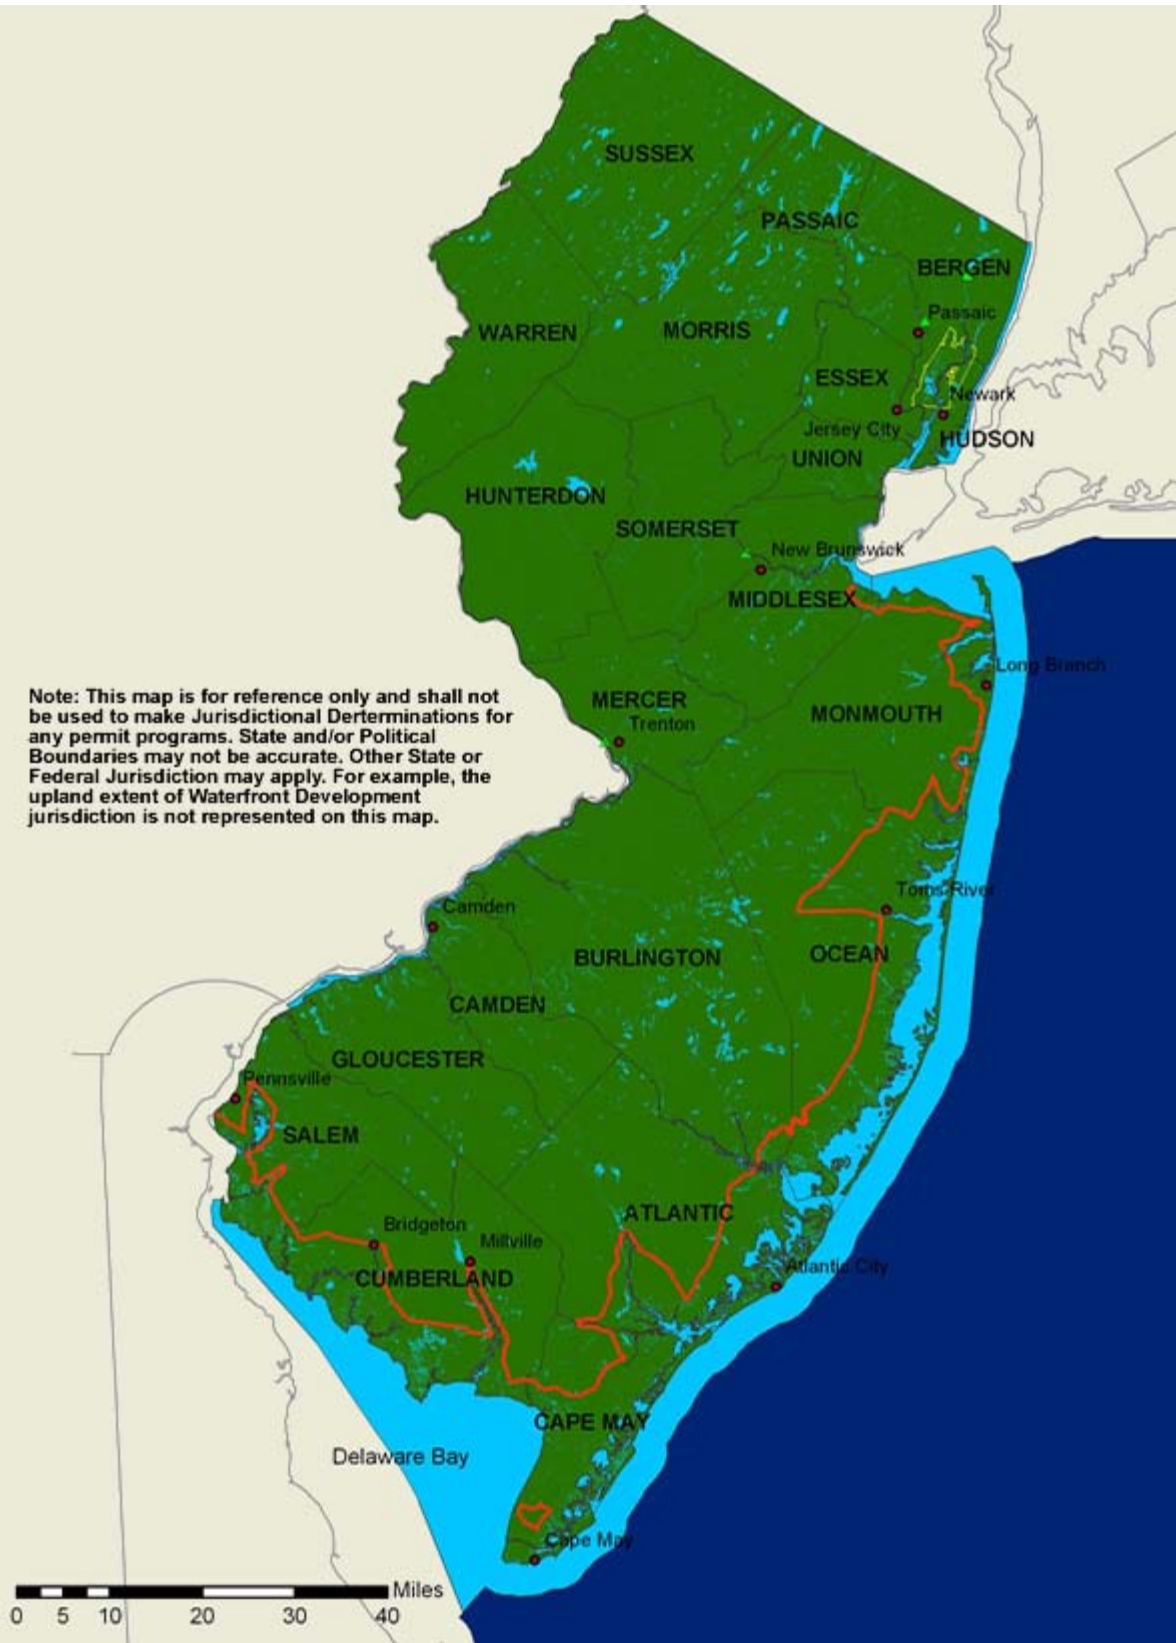 SUSSEX
PASSAIC
BERGEN
Passaic
WARREN
MORRIS
ESSEX
Newark
Jersey City
HUDSON
UNION
HUNTERDON
SOMERSET
New Brunswick
MIDDLESEX
Long Branch
Note: This map is for reference only and shall not
be used to make Jurisdictional Derterminations for
any permit programs. State and/or Political
Boundaries may not be accurate. Other State or
Federal Jurisdiction may apply. For example, the
upland extent of Waterfront Development
jurisdiction is not represented on this map.
MERCER
Trenton
MONMOUTH
Toms River
Camden
BURLINGTON
OCEAN
CAMDEN
GLOUCESTER
Pennsville
SALEM
ATLANTIC
Bridgeton
Millville
Atlantic City
CUMBERLAND
CAPE MAY
Delaware Bay
Cape May
Miles
0 5 10 20 30 40